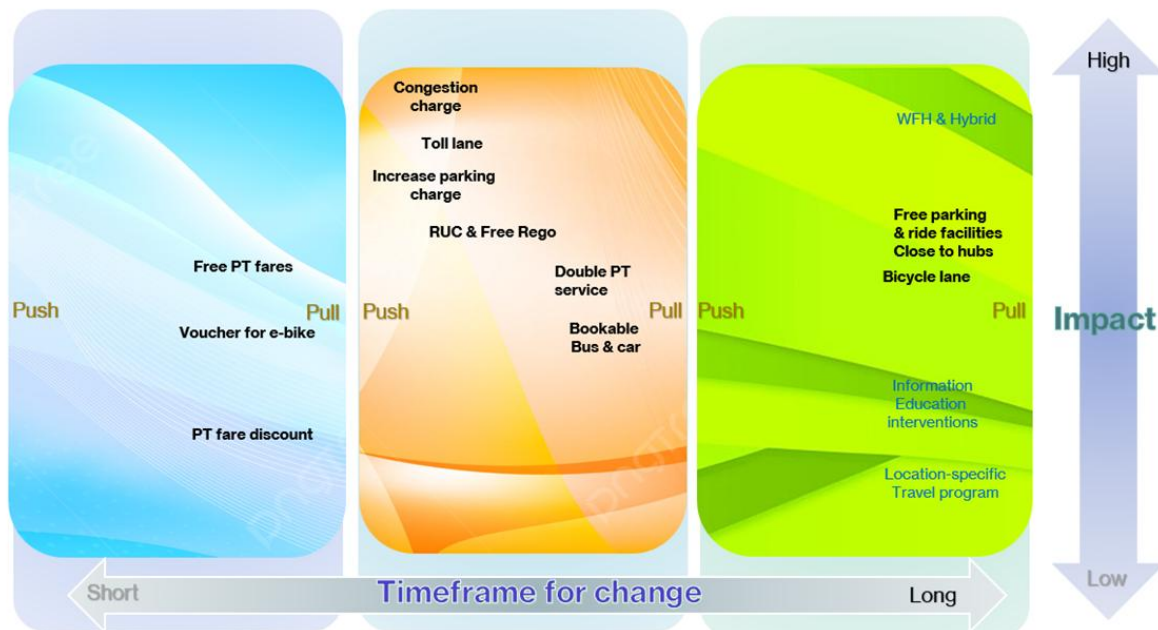 High
Congestion
charge
WFH & Hybrid
Toll lane
Increase parking
charge
Free parking
& ride facilities
Close to hubs
RUC & Free Rego
Free PT fares
Double PT
service
Bicycle lane
Push
Pull
Push
Pull
Push
Pull
Impact
Voucher for e-bike
Bookable
Bus & car
Information
Education
interventions
PT fare discount
Location-specific
Travel program
Low
Short
Timeframe for change
Long